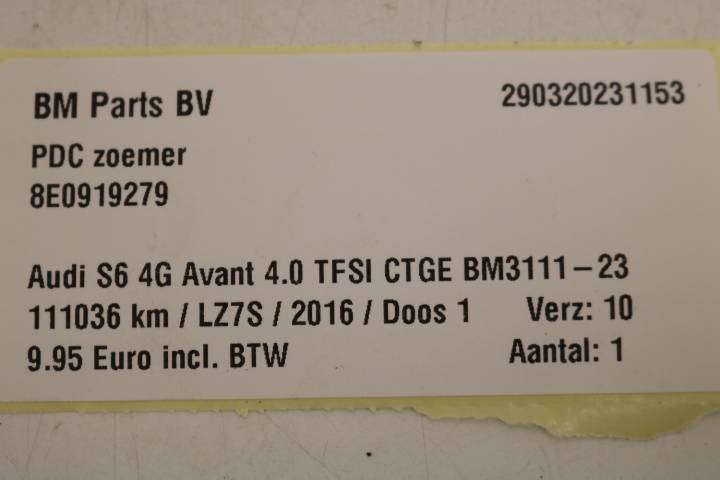 BM Parts BV 290320231153
PDC zoemer
8E0919279
Audi S6 4G Avant 4.0 TFSI CTGE BM3111-23
111036 km / LZ7S / 2016 / Doos 1 Verz: 10
9.95 Euro incl. BTW Aantal: 1